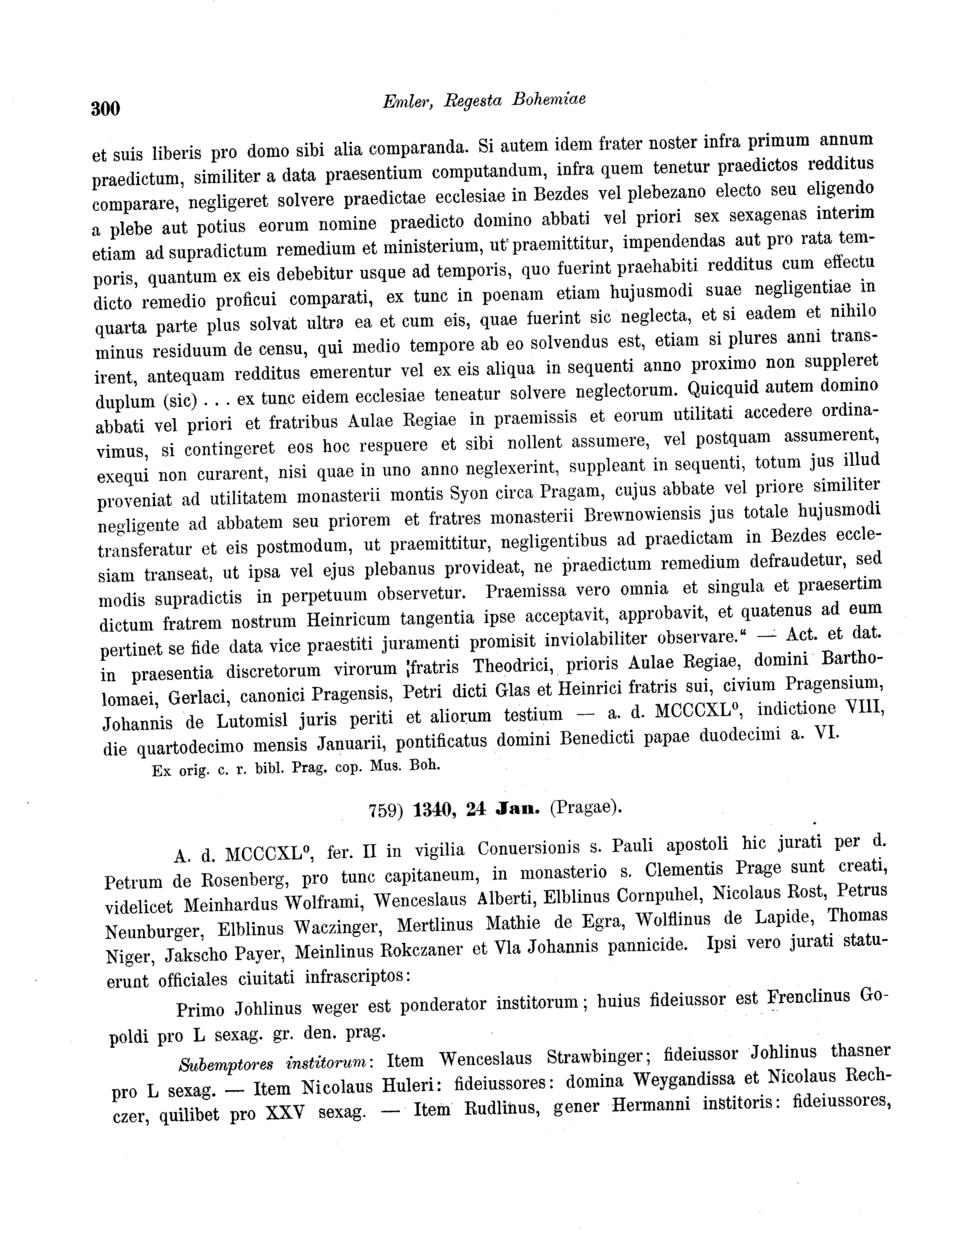 300
Emler, Regesta Bohemiae
et suis liberis pro domo sibi alia comparanda. Si autem idem frater noster infra primum annum
praedictum, similiter a data praesentium computandum, infra quem tenetur praedictos redditus
comparare, negligeret solvere praedictae ecclesiae in Bezdes vel plebezano electo seu eligendo
a plebe aut potius eorum nomine praedicto domino abbati vel priori sex sexagenas interim
etiam ad supradictum remedium et ministerium, ut praemittitur, impendendas aut pro rata tem-
poris, quantum ex eis debebitur usque ad temporis, quo fuerint praehabiti redditus cum effectu
dicto remedio proficui comparati, ex tunc in poenam etiam hujusmodi suae negligentiae in
quarta parte plus solvat ultra ea et cum eis, quae fuerint sic neglecta, et si eadem et nihilo
minus residuum de censu, qui medio tempore ab eo solvendus est, etiam si plures anni trans-
irent, antequam redditus emerentur vel ex eis aliqua in sequenti anno proximo non suppleret
duplum (sic) . . . ex tunc eidem ecclesiae teneatur solvere neglectorum. Quicquid autem domino
abbati vel priori et fratribus Aulae Regiae in praemissis et eorum utilitati accedere ordina-
vimus, si contingeret eos hoc respuere et sibi nollent assumere, vel postquam assumerent,
exequi non curarent, nisi quae in uno anno neglexerint, suppleant in sequenti, totum jus illud
proveniat ad utilitatem monasterii montis Syon circa Pragam, cujus abbate vel priore similiter
negligente ad abbatem seu priorem et fratres monasterii Brewnowiensis jus totale hujusmodi
transferatur et eis postmodum, ut praemittitur, negligentibus ad praedictam in Bezdes eccle-
siam transeat, ut ipsa vel ejus plebanus provideat, ne praedictum remedium defraudetur, sed
modis supradictis in perpetuum observetur. Praemissa vero omnia et singula et praesertim
dictum fratrem nostrum Heinricum tangentia ipse acceptavit, approbavit, et quatenus ad eum
pertinet se fide data vice praestiti juramenti promisit inviolabiliter observare.“ — Act. et dat.
in praesentia discretorum virorum fratris Theodrici, prioris Aulae Regiae, domini Bartho-
lomaei, Gerlaci, canonici Pragensis, Petri dicti Glas et Heinrici fratris sui, civium Pragensium,
Johannis de Lutomisl juris periti et aliorum testium — a. d. MCCCXL⁰, indictione VIII,
die quartodecimo mensis Januarii, pontificatus domini Benedicti papae duodecimi a. VI.
Ex orig. c. r. bibl. Prag. cop. Mus. Boh.
759) 1340, 24 Jan. (Pragae).
A. d. MCCCXL⁰, fer. II in vigilia Conuersionis s. Pauli apostoli hic jurati per d.
Petrum de Rosenberg, pro tunc capitaneum, in monasterio s. Clementis Prage sunt creati,
videlicet Meinhardus Wolframi, Wenceslaus Alberti, Elblinus Cornpuhel, Nicolaus Rost, Petrus
Neunburger, Elblinus Waczinger, Mertlinus Mathie de Egra, Wolflinus de Lapide, Thomas
Niger, Jakscho Payer, Meinlinus Rokczaner et Vla Johannis pannicide. Ipsi vero jurati statu-
erunt officiales ciuitati infrascriptos:
Primo Johlinus weger est ponderator institorum; huius fideiussor est Frenclinus Go-
poldi pro L sexag. gr. den. prag.
Subemptores institorum: Item Wenceslaus Strawbinger; fideiussor Johlinus thasner
pro L sexag. — Item Nicolaus Huleri: fideiussores: domina Weygandissa et Nicolaus Rech-
czer, quilibet pro XXV sexag. — Item Rudlinus, gener Hermanni institoris: fideiussores,